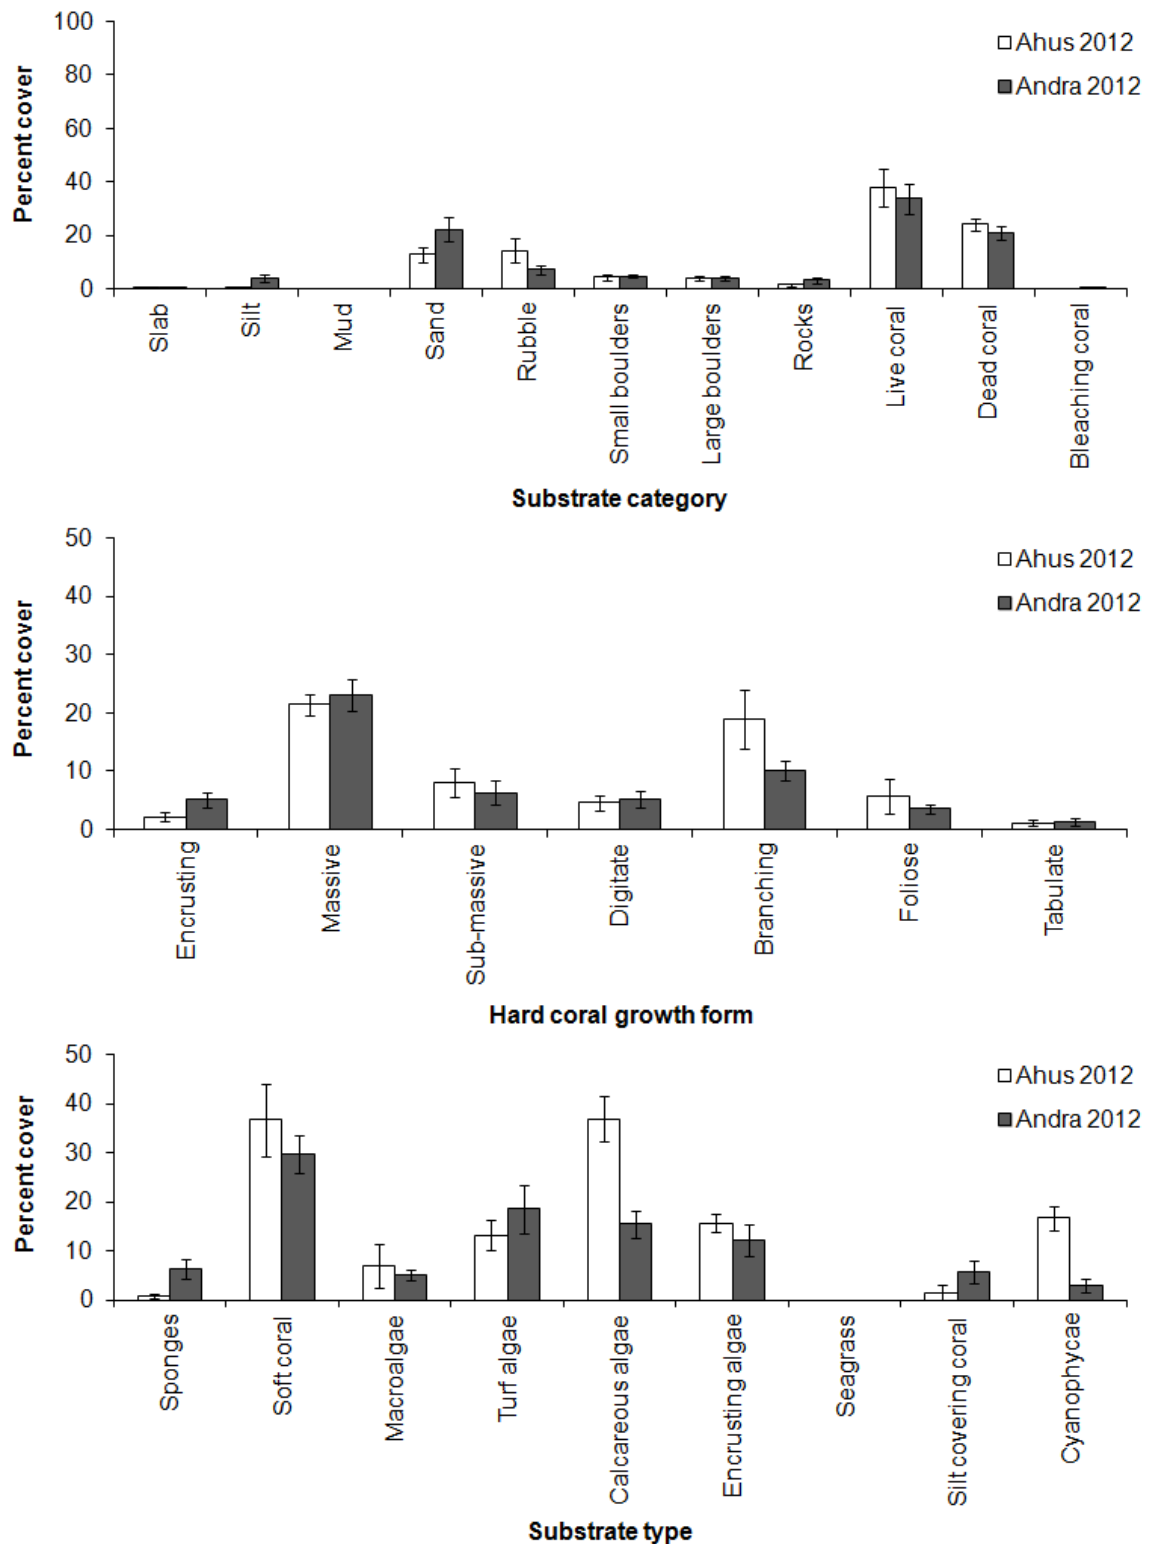 100
80
60
40
20
0
Percent cover
Ahus 2012
Andra 2012
Slab
Silt
Mud
Sand
Rubble
Small boulders
Large boulders
Rocks
Live coral
Dead coral
Bleaching coral
Substrate category
50
40
30
20
10
0
Percent cover
Ahus 2012
Andra 2012
Encrusting
Massive
Sub-massive
Digitate
Branching
Foliose
Tabulate
Hard coral growth form
50
40
30
20
10
0
Percent cover
Ahus 2012
Andra 2012
Sponges
Soft coral
Macroalgae
Turf algae
Calcareous algae
Encrusting algae
Seagrass
Silt covering coral
Cyanophycae
Substrate type